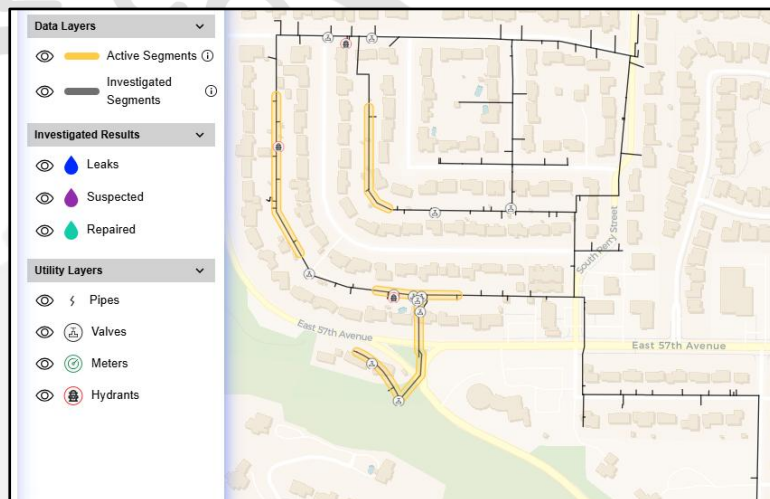 Data Layers
Active Segments
Investigated
Segments
Investigated Results
Leaks
Suspected
Repaired
Utility Layers
Pipes
Valves
Meters
Hydrants
South Perry Street
East 57th Avenue
East 57th Avenue